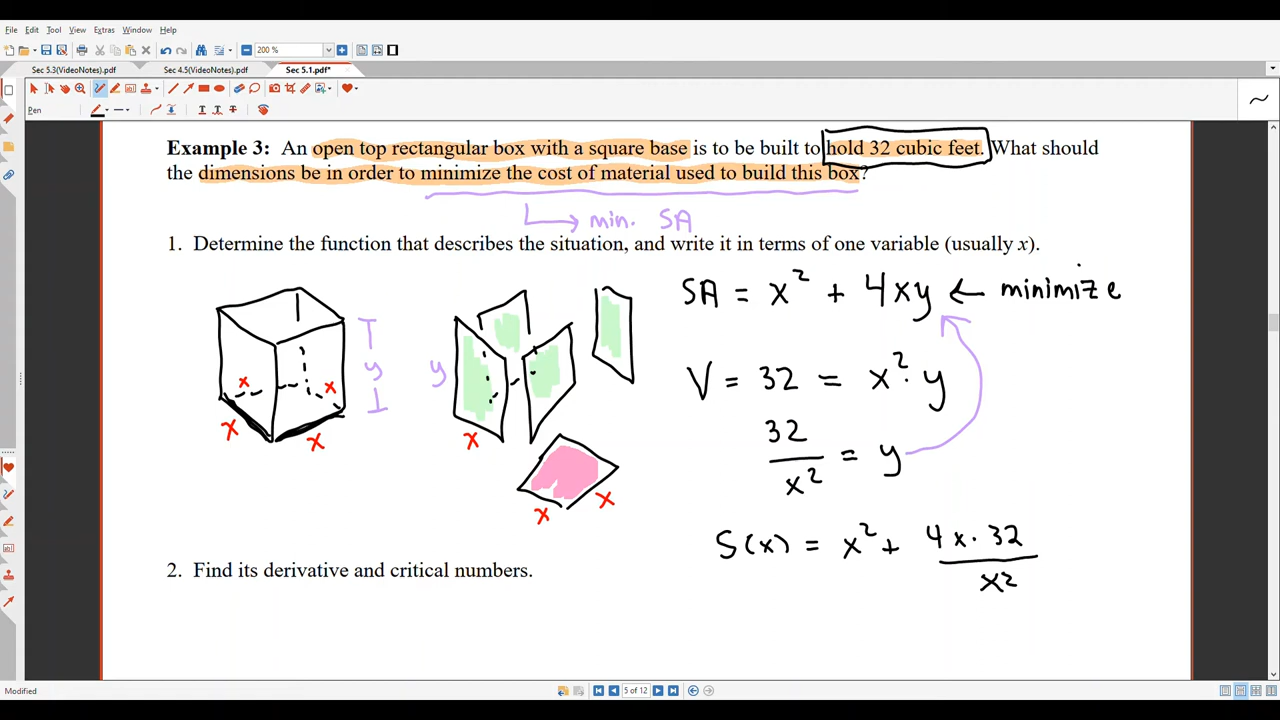 File Edit Tool View Extras Window Help
200 %
Sec 5.3(VideoNotes).pdf Sec 4.5(VideoNotes).pdf Sec 5.1.pdf*
Pen
Example 3: An open top rectangular box with a square base is to be built to hold 32 cubic feet. What should
the dimensions be in order to minimize the cost of material used to build this box?
min. SA
1. Determine the function that describes the situation, and write it in terms of one variable (usually x).
SA = x² + 4xy ← minimize
y y
x x
V = 32 = x² · y
x x x
32/x² = y
x x
S(x) = x² + 4x · 32/x²
2. Find its derivative and critical numbers.
Modified 5 of 12